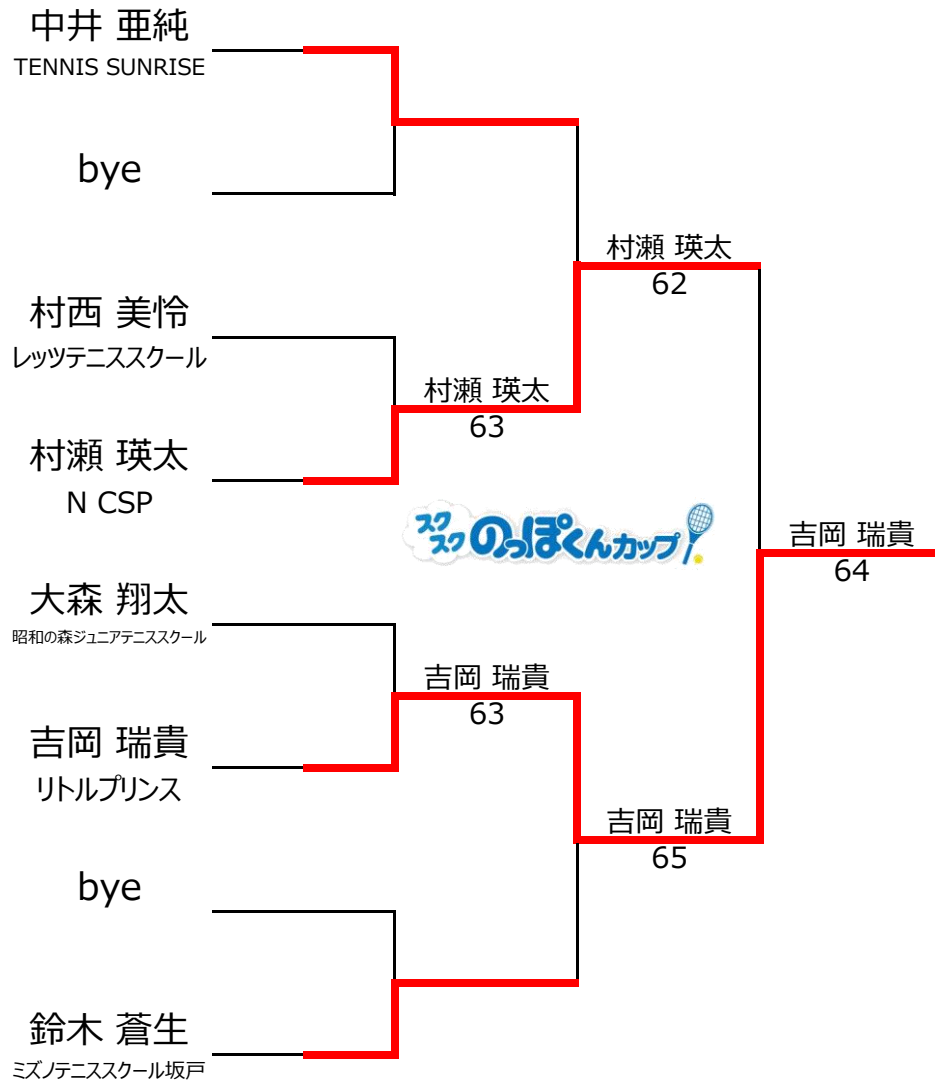 中井 亜純
TENNIS SUNRISE
bye
村瀬 瑛太
62
村西 美怜
レッツテニススクール
村瀬 瑛太
63
村瀬 瑛太
N CSP
スクスク のっぽくんカップ
吉岡 瑞貴
64
大森 翔太
昭和の森ジュニアテニススクール
吉岡 瑞貴
63
吉岡 瑞貴
リトルプリンス
吉岡 瑞貴
65
bye
鈴木 蒼生
ミズノテニススクール坂戸